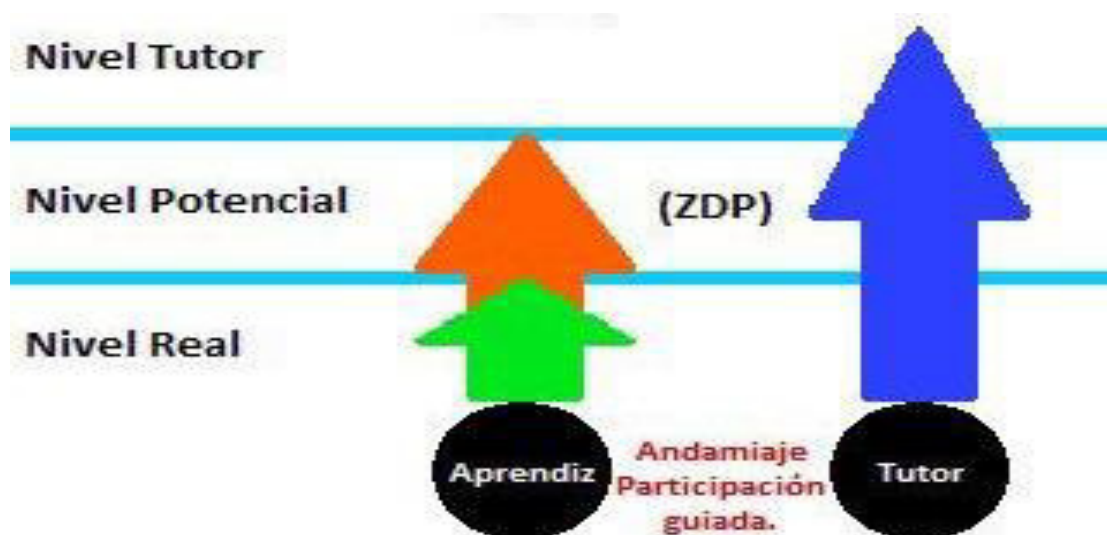 Nivel Tutor
Nivel Potencial
(ZDP)
Nivel Real
Aprendiz
Andamiaje
Participación
guiada.
Tutor